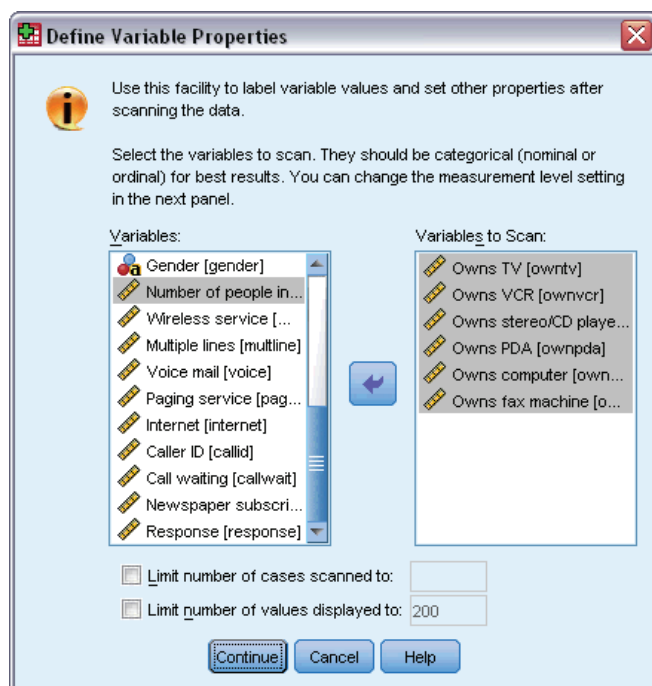 Define Variable Properties
Use this facility to label variable values and set other properties after
scanning the data.
Select the variables to scan. They should be categorical (nominal or
ordinal) for best results. You can change the measurement level setting
in the next panel.
Variables:
Gender [gender]
Number of people in...
Wireless service [...
Multiple lines [multline]
Voice mail [voice]
Paging service [pag...
Internet [internet]
Caller ID [callid]
Call waiting [callwait]
Newspaper subscri...
Response [response]
Variables to Scan:
Owns TV [owntv]
Owns VCR [ownvcr]
Owns stereo/CD playe...
Owns PDA [ownpda]
Owns computer [own...
Owns fax machine [o...
Limit number of cases scanned to:
Limit number of values displayed to: 200
Continue Cancel Help